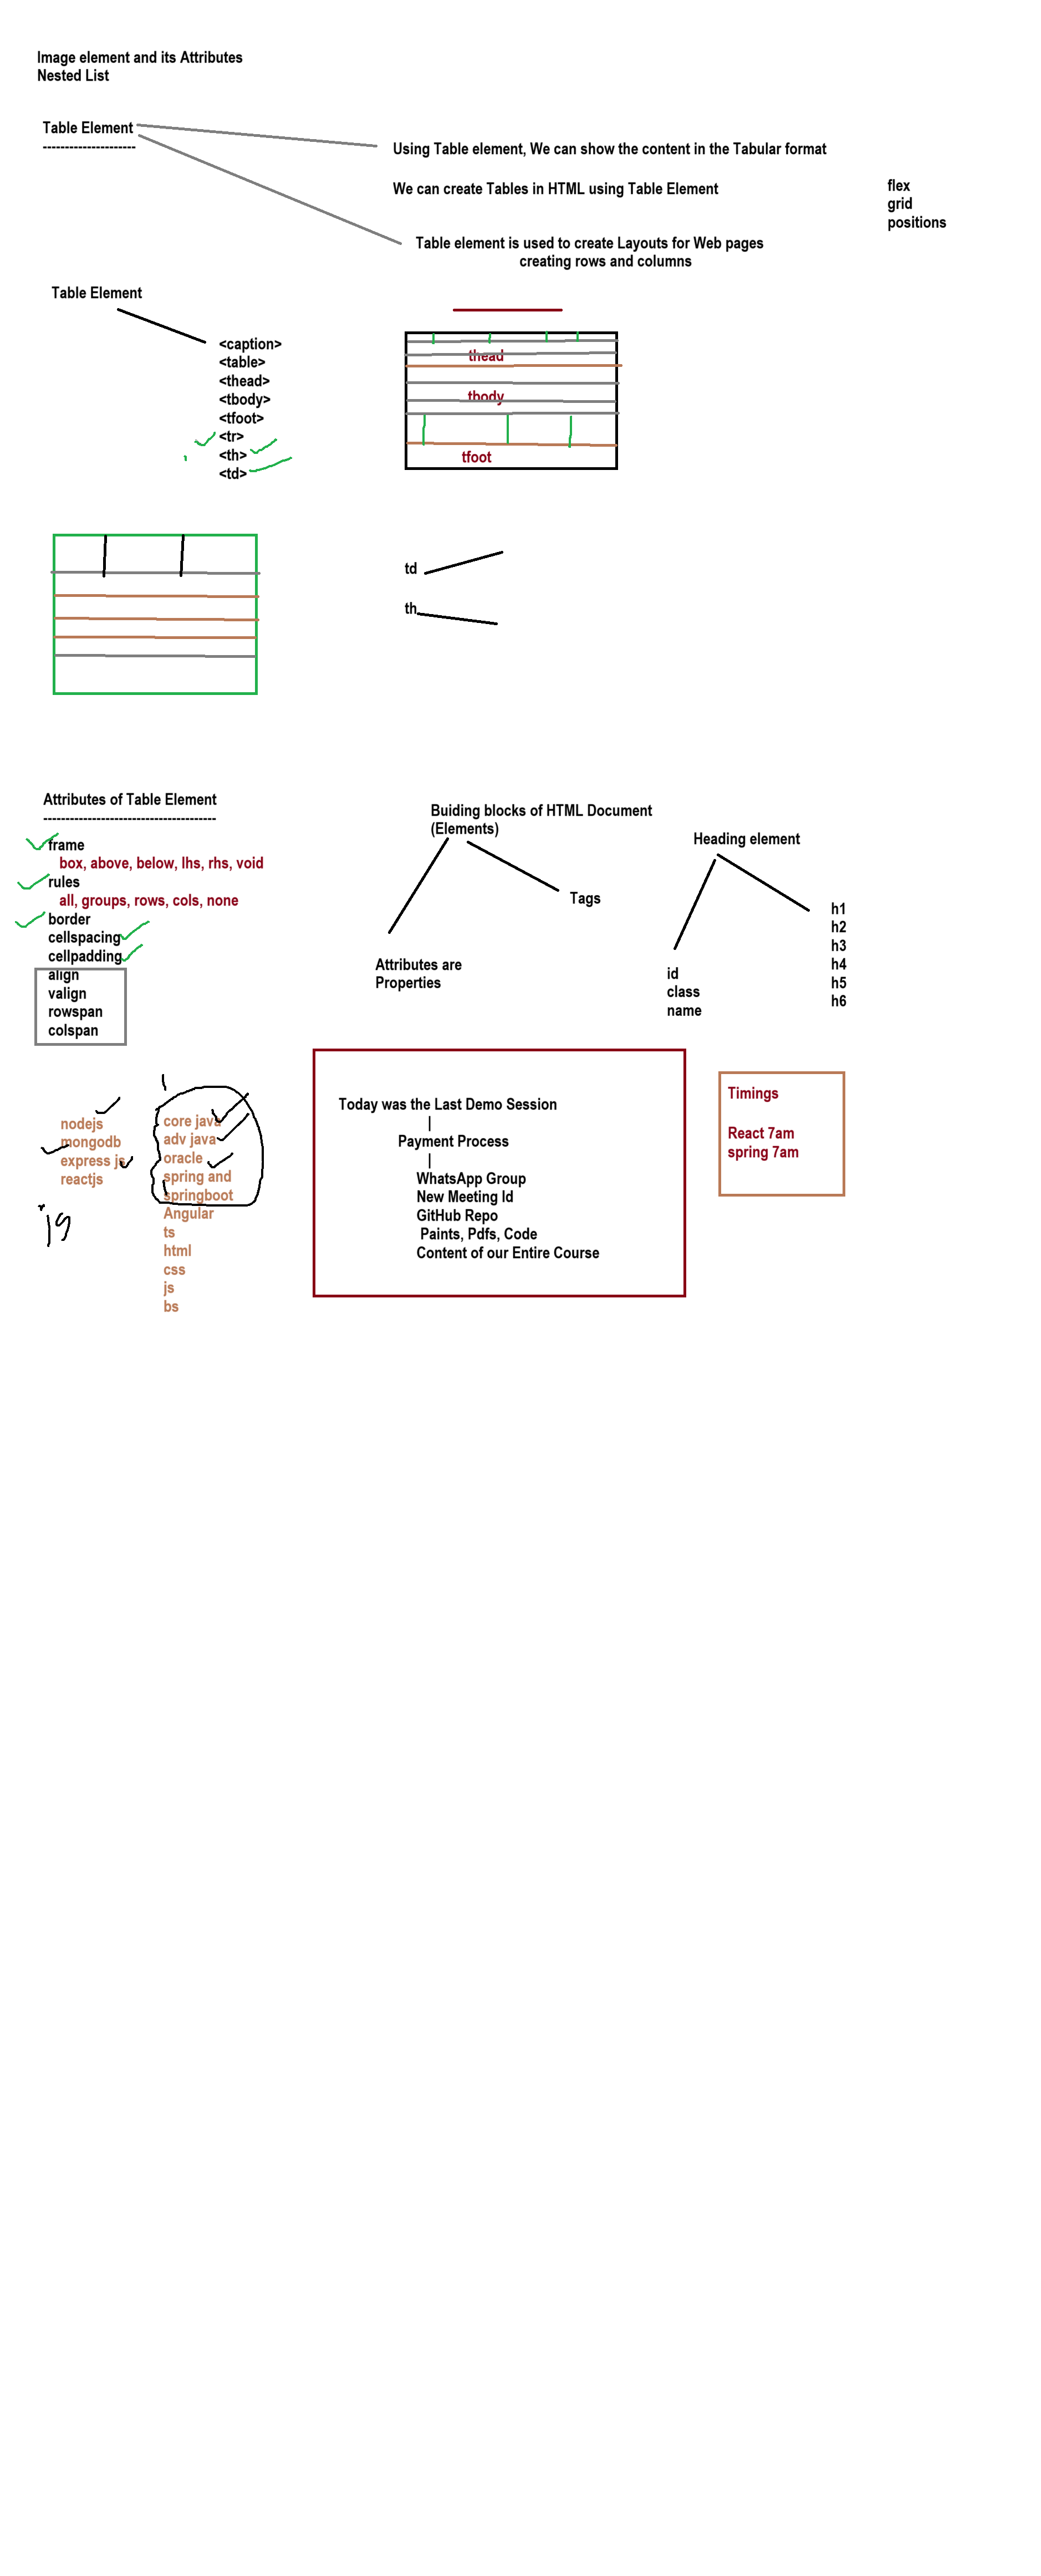 Image element and its Attributes
Nested List
Table Element
---------------------
Using Table element, We can show the content in the Tabular format
We can create Tables in HTML using Table Element
flex
grid
positions
Table element is used to create Layouts for Web pages
creating rows and columns
Table Element
<caption>
<table>
<thead>
<tbody>
<tfoot>
<tr>
<th>
<td>
thead
tbody
tfoot
td
th
Attributes of Table Element
---------------------------------------
frame
box, above, below, lhs, rhs, void
rules
all, groups, rows, cols, none
border
cellspacing
cellpadding
align
valign
rowspan
colspan
Buiding blocks of HTML Document
(Elements)
Tags
Attributes are
Properties
Heading element
id
class
name
h1
h2
h3
h4
h5
h6
nodejs
mongodb
express js
reactjs
core java
adv java
oracle
spring and
springboot
Angular
ts
html
css
js
bs
Today was the Last Demo Session
|
Payment Process
|
WhatsApp Group
New Meeting Id
GitHub Repo
Paints, Pdfs, Code
Content of our Entire Course
Timings
React 7am
spring 7am